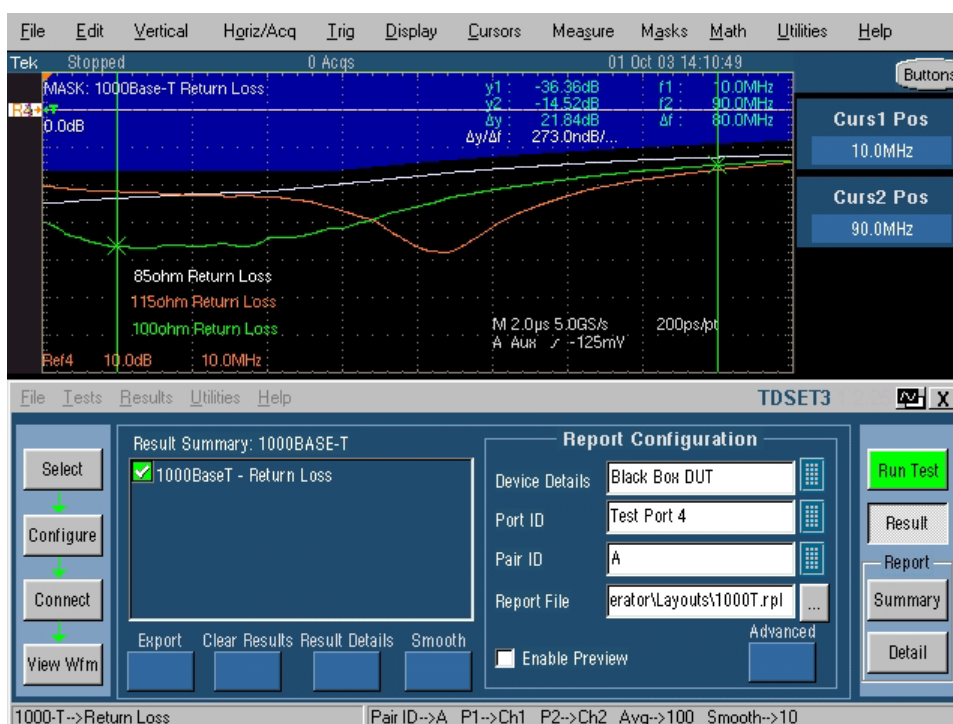 File Edit Vertical Horiz/Acq Trig Display Cursors Measure Masks Math Utilities Help
Tek Stopped 0 Acqs 01 Oct 03 14:10:49
Buttons
MASK: 1000Base-T Return Loss
y1 : -36.36dB f1 : 10.0MHz
y2 : -14.52dB f2 : 90.0MHz
Δy : 21.84dB Δf : 80.0MHz
Δy/Δf : 273.0ndB/...
R4
0.0dB
Curs1 Pos
10.0MHz
Curs2 Pos
90.0MHz
85ohm Return Loss
115ohm Return Loss
100ohm Return Loss
M 2.0µs 5.0GS/s 200ps/pt
A Aux ⌿ -125mV
Ref4 10.0dB 10.0MHz
File Tests Results Utilities Help TDSET3 X
Select
Configure
Connect
View Wfm
Result Summary: 1000BASE-T
1000BaseT - Return Loss
Export Clear Results Result Details Smooth
Report Configuration
Device Details Black Box DUT
Port ID Test Port 4
Pair ID A
Report File erator\Layouts\1000T.rpl ...
Enable Preview
Advanced
Run Test
Result
Report
Summary
Detail
1000-T-->Return Loss Pair ID-->A P1-->Ch1 P2-->Ch2 Avg-->100 Smooth-->10